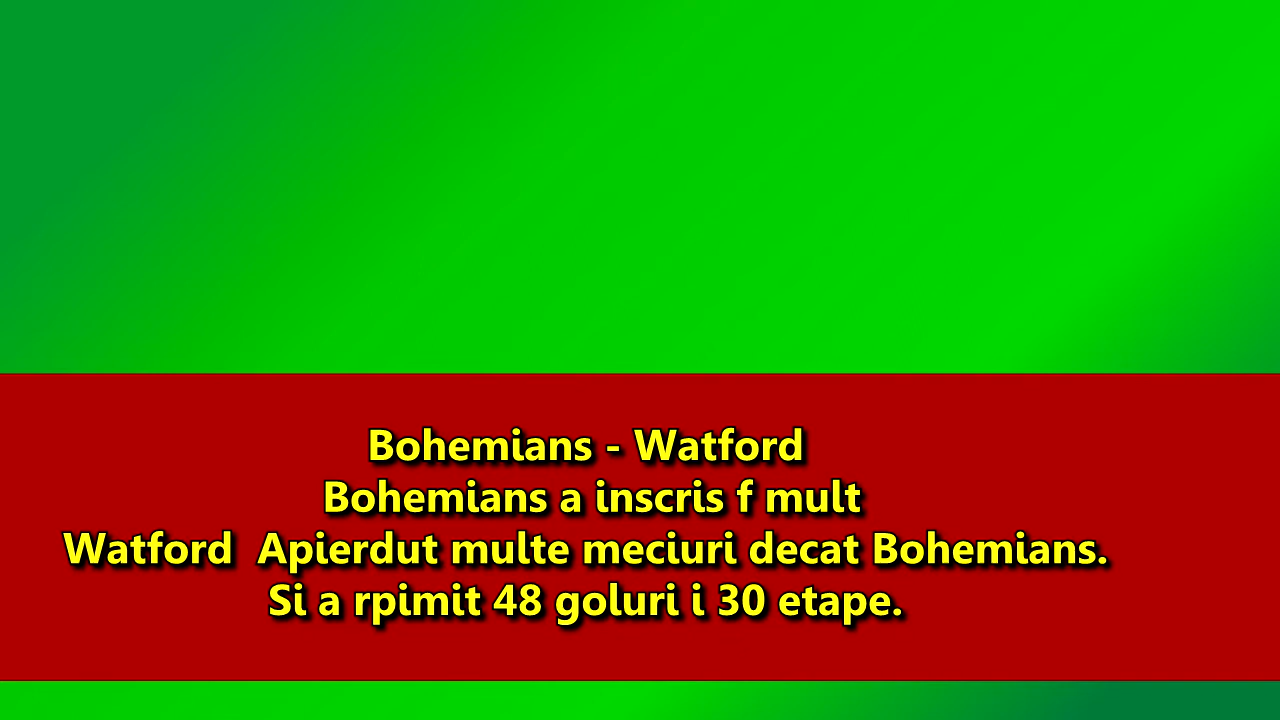 Bohemians - Watford
Bohemians a inscris f mult
Watford  Apierdut multe meciuri decat Bohemians.
Si a rpimit 48 goluri i 30 etape.